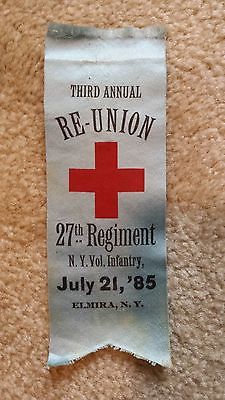 THIRD ANNUAL
RE-UNION
27th Regiment
N. Y. Vol. Infantry,
July 21, '85
ELMIRA, N. Y.